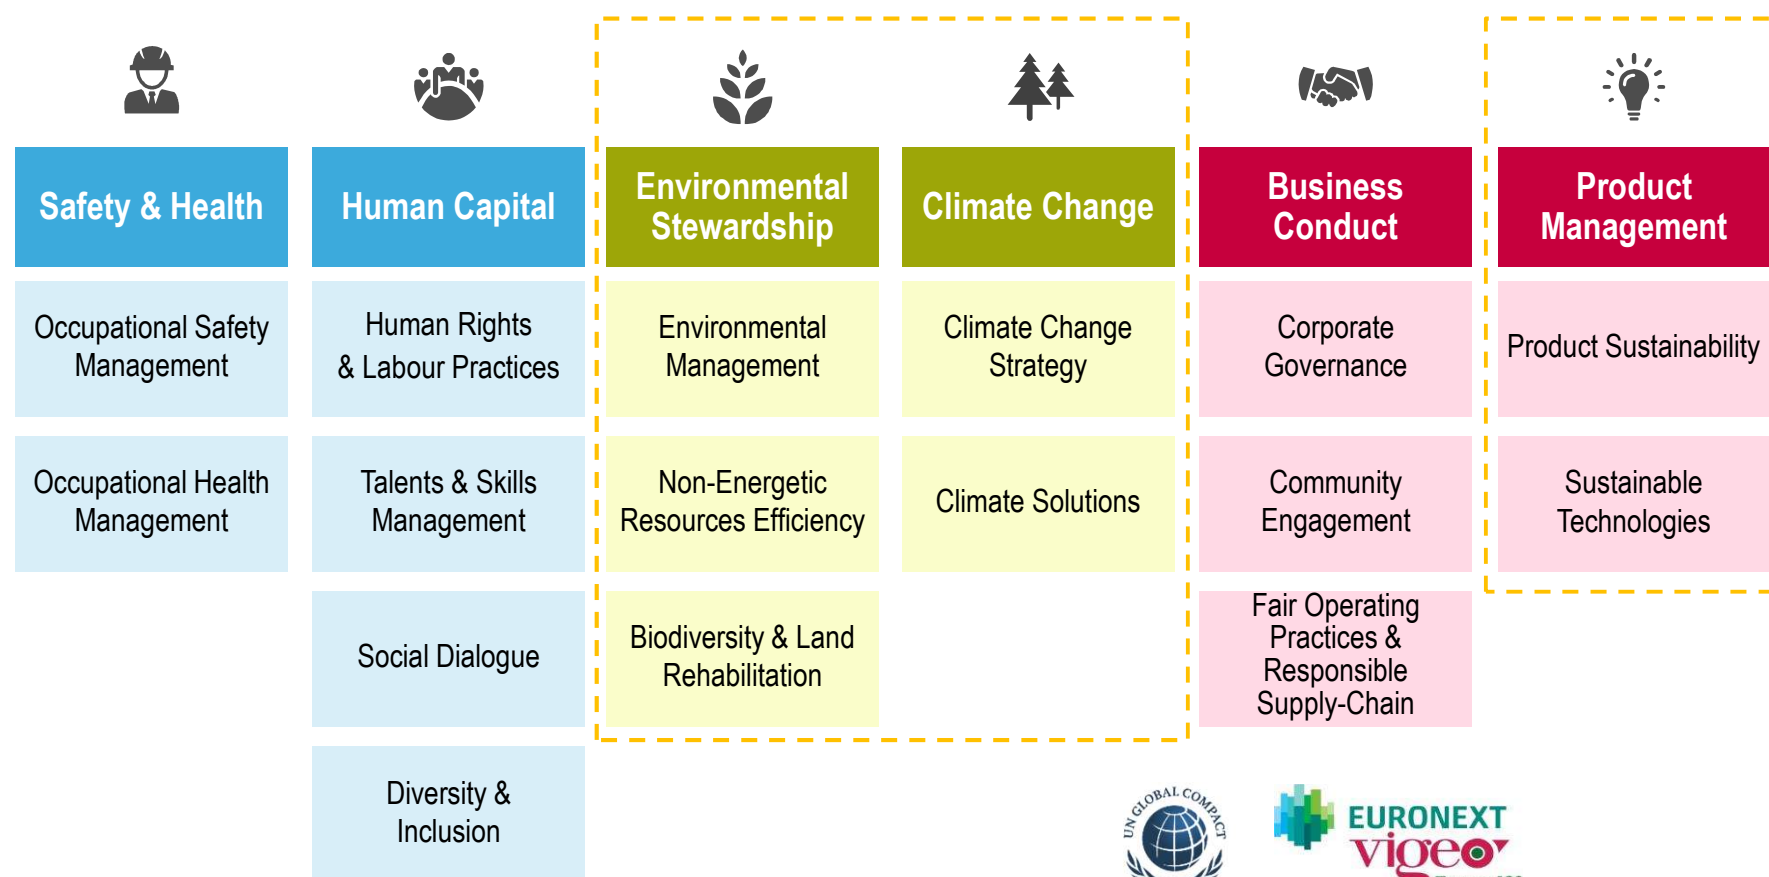 Safety & Health
Human Capital
Environmental
Stewardship
Climate Change
Business
Conduct
Product
Management
Occupational Safety
Management
Human Rights
& Labour Practices
Environmental
Management
Climate Change
Strategy
Corporate
Governance
Product Sustainability
Occupational Health
Management
Talents & Skills
Management
Non-Energetic
Resources Efficiency
Climate Solutions
Community
Engagement
Sustainable
Technologies
Social Dialogue
Biodiversity & Land
Rehabilitation
Fair Operating
Practices &
Responsible
Supply-Chain
Diversity &
Inclusion
UN GLOBAL COMPACT
EURONEXT
vigeo